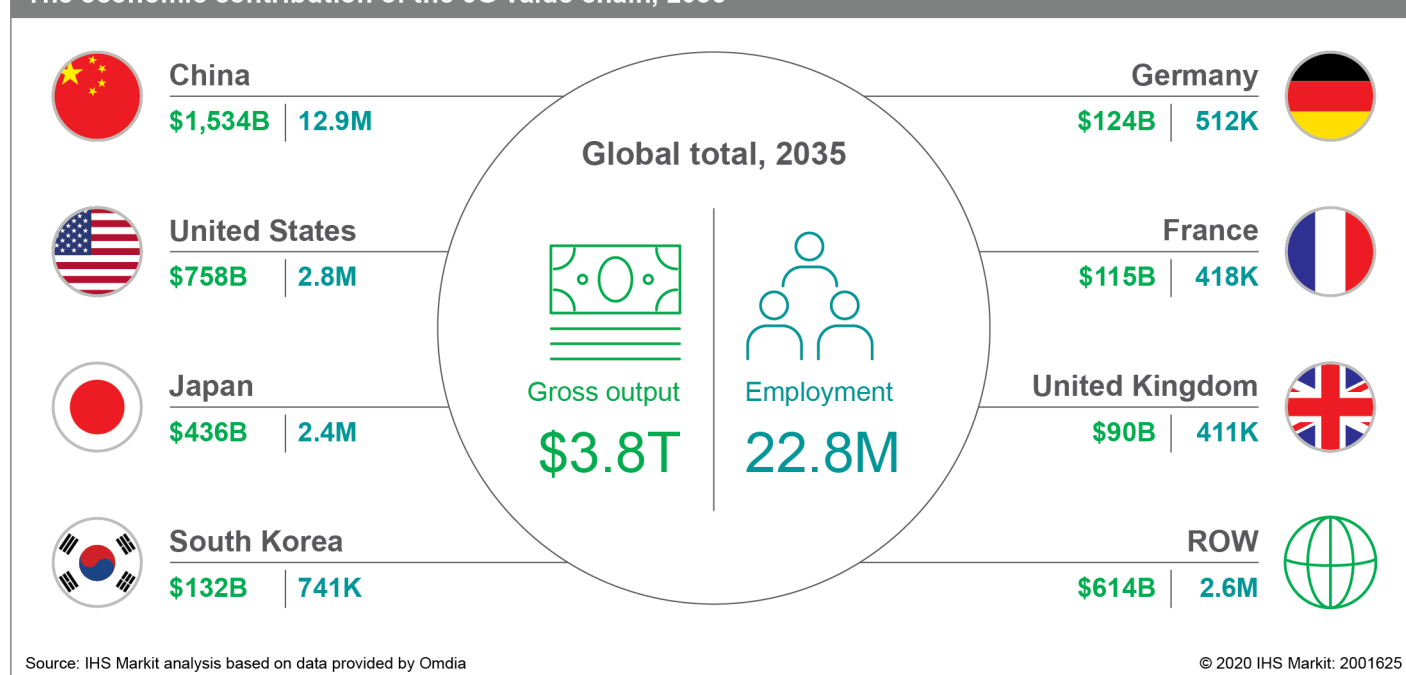 China
$1,534B | 12.9M
United States
$758B | 2.8M
Japan
$436B | 2.4M
South Korea
$132B | 741K
Global total, 2035
Gross output
$3.8T
Employment
22.8M
Germany
$124B | 512K
France
$115B | 418K
United Kingdom
$90B | 411K
ROW
$614B | 2.6M
Source: IHS Markit analysis based on data provided by Omdia
© 2020 IHS Markit: 2001625